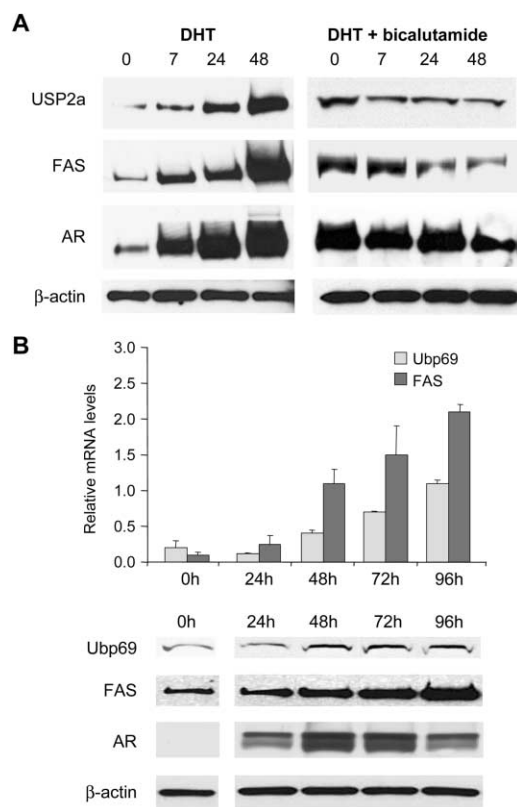 A
DHT
DHT + bicalutamide
0 7 24 48
0 7 24 48
USP2a
FAS
AR
β-actin
B
3.0
2.5
2.0
1.5
1.0
0.5
0.0
Relative mRNA levels
Ubp69
FAS
0h 24h 48h 72h 96h
0h 24h 48h 72h 96h
Ubp69
FAS
AR
β-actin